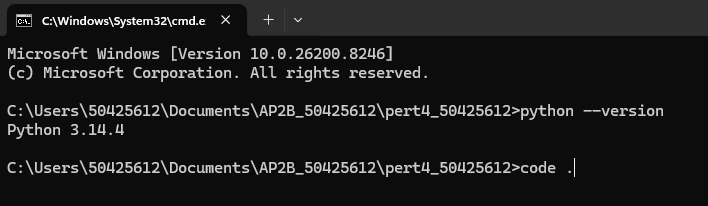 C:\Windows\System32\cmd.e
Microsoft Windows [Version 10.0.26200.8246]
(c) Microsoft Corporation. All rights reserved.
C:\Users\50425612\Documents\AP2B_50425612\pert4_50425612>python --version
Python 3.14.4
C:\Users\50425612\Documents\AP2B_50425612\pert4_50425612>code .